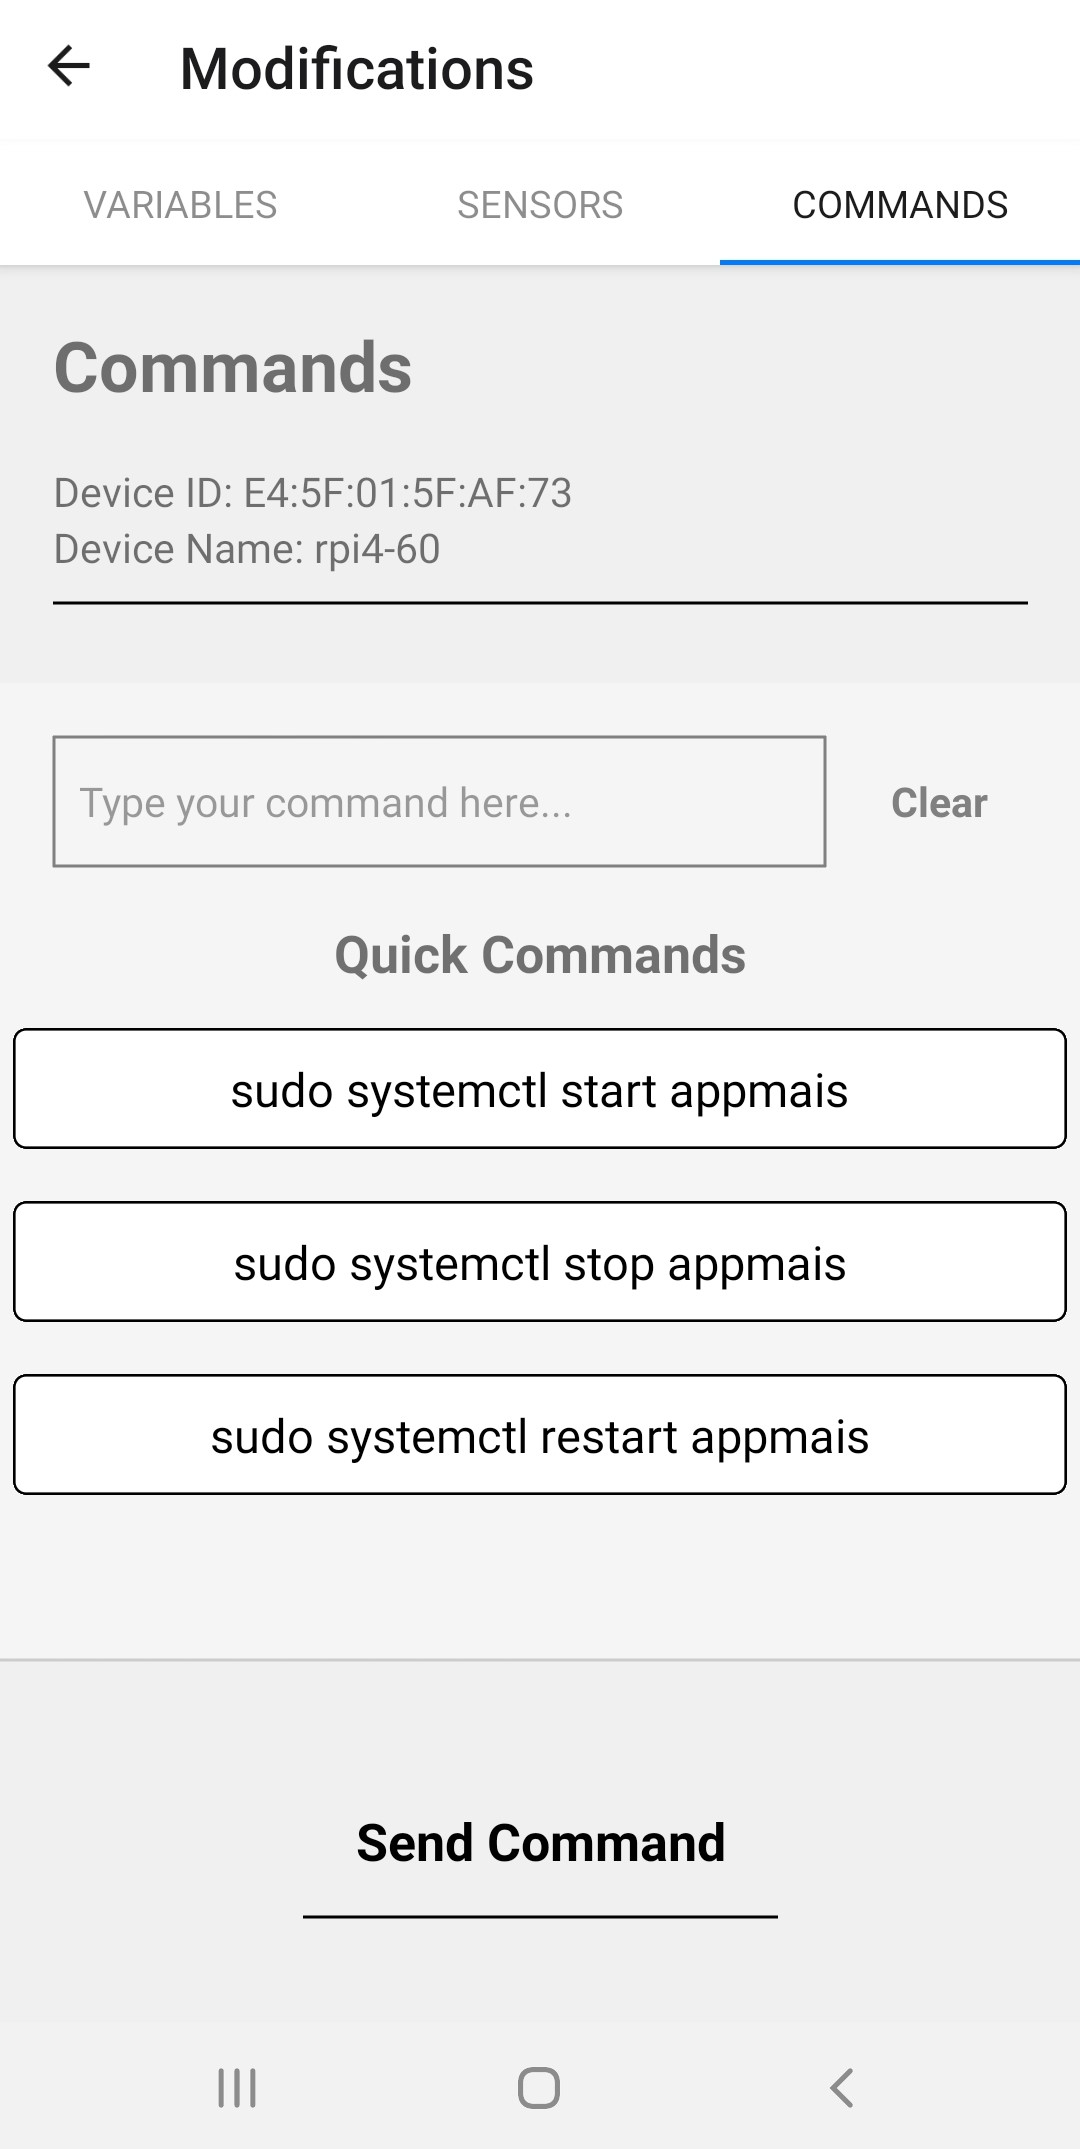 Modifications
VARIABLES SENSORS COMMANDS
Commands
Device ID: E4:5F:01:5F:AF:73
Device Name: rpi4-60
Type your command here...
Clear
Quick Commands
sudo systemctl start appmais
sudo systemctl stop appmais
sudo systemctl restart appmais
Send Command